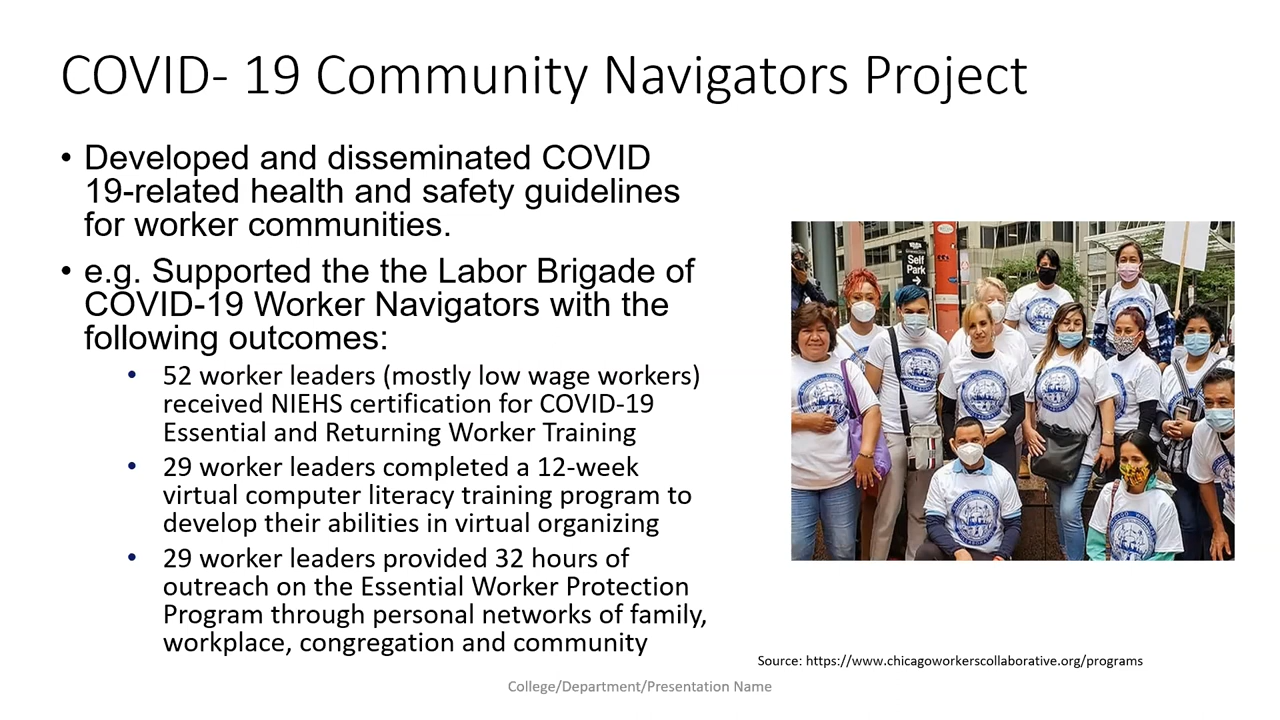 COVID- 19 Community Navigators Project
• Developed and disseminated COVID
19-related health and safety guidelines
for worker communities.
• e.g. Supported the the Labor Brigade of
COVID-19 Worker Navigators with the
following outcomes:
• 52 worker leaders (mostly low wage workers)
received NIEHS certification for COVID-19
Essential and Returning Worker Training
• 29 worker leaders completed a 12-week
virtual computer literacy training program to
develop their abilities in virtual organizing
• 29 worker leaders provided 32 hours of
outreach on the Essential Worker Protection
Program through personal networks of family,
workplace, congregation and community
Self
Park
Source: https://www.chicagoworkerscollaborative.org/programs
College/Department/Presentation Name